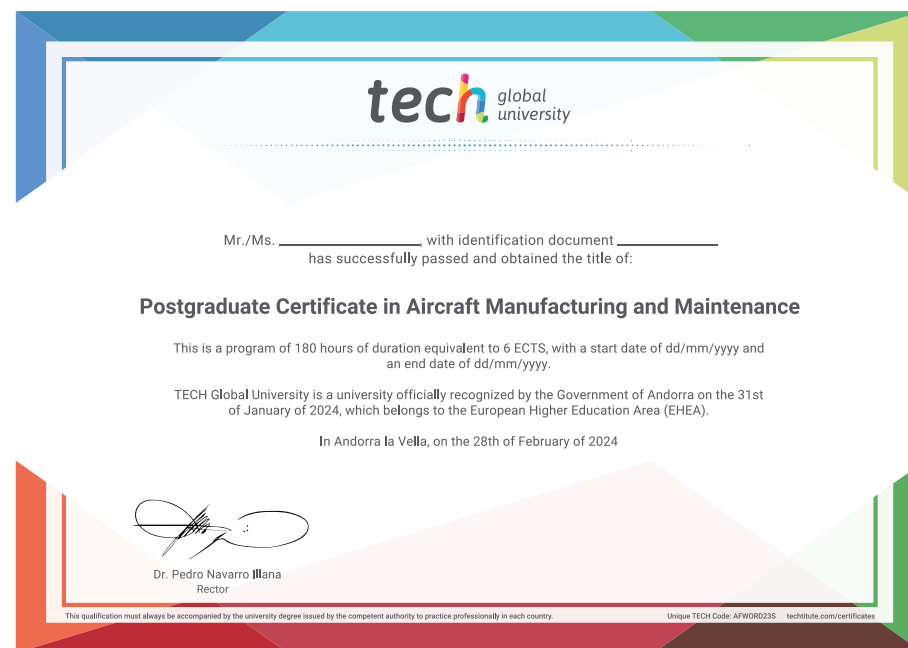 tech global
university
Mr./Ms. ____________, with identification document ____________
has successfully passed and obtained the title of:
Postgraduate Certificate in Aircraft Manufacturing and Maintenance
This is a program of 180 hours of duration equivalent to 6 ECTS, with a start date of dd/mm/yyyy and
an end date of dd/mm/yyyy.
TECH Global University is a university officially recognized by the Government of Andorra on the 31st
of January of 2024, which belongs to the European Higher Education Area (EHEA).
In Andorra la Vella, on the 28th of February of 2024
Dr. Pedro Navarro Illana
Rector
This qualification must always be accompanied by the university degree issued by the competent authority to practice professionally in each country.
Unique TECH Code: AFWORD23S techtitute.com/certificates